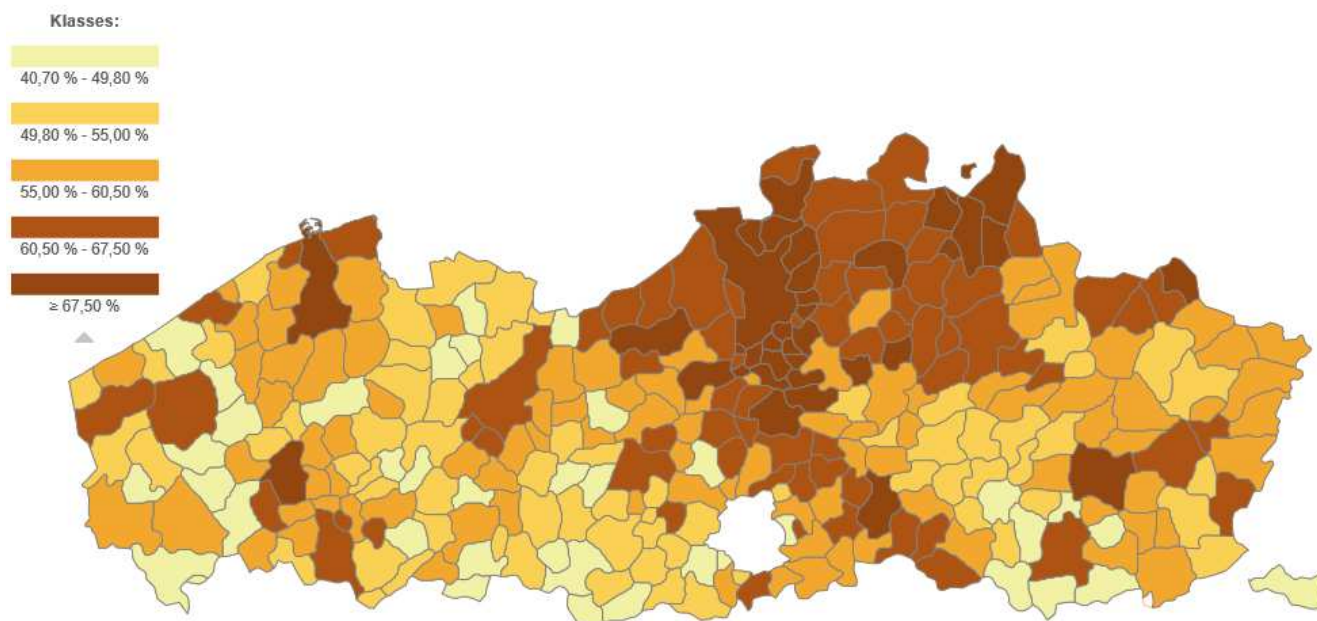 Klasses:
40,70 % - 49,80 %
49,80 % - 55,00 %
55,00 % - 60,50 %
60,50 % - 67,50 %
≥ 67,50 %